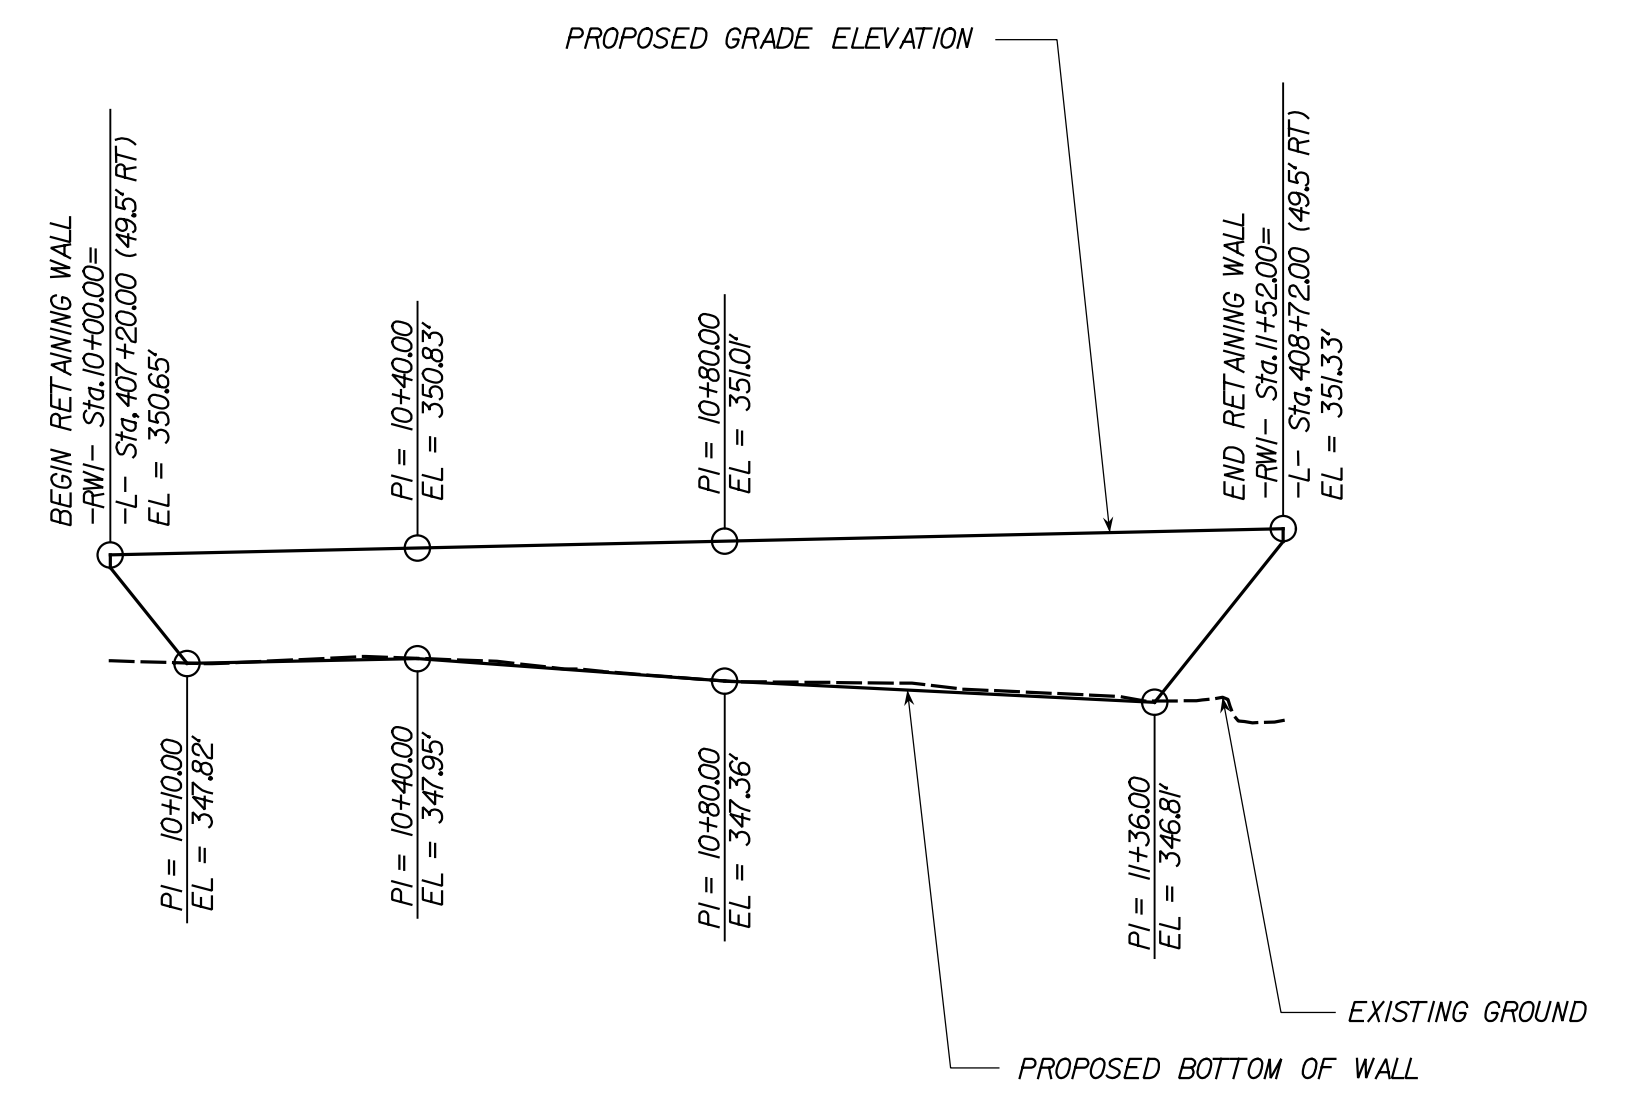 PROPOSED GRADE ELEVATION
BEGIN RETAINING WALL
-RW1- Sta.10+00.00=
-L- Sta,407+20.00 (49.5' RT)
EL = 350.65'
PI = 10+40.00
EL = 350.83'
PI = 10+80.00
EL = 351.01'
END RETAINING WALL
-RW1- Sta.11+52.00=
-L- Sta,408+72.00 (49.5' RT)
EL = 351.33'
PI = 10+10.00
EL = 347.82'
PI = 10+40.00
EL = 347.95'
PI = 10+80.00
EL = 347.36'
PI = 11+36.00
EL = 346.81'
EXISTING GROUND
PROPOSED BOTTOM OF WALL